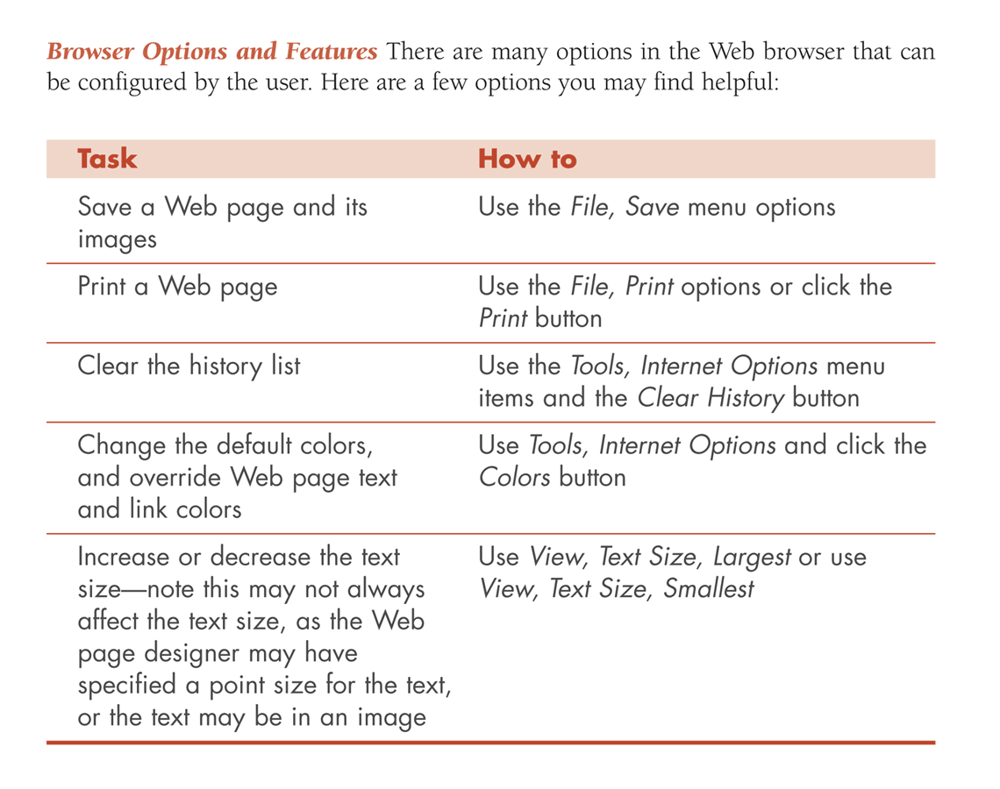 Browser Options and Features There are many options in the Web browser that can
be configured by the user. Here are a few options you may find helpful:
Task How to
Save a Web page and its
images
Use the File, Save menu options
Print a Web page
Use the File, Print options or click the
Print button
Clear the history list
Use the Tools, Internet Options menu
items and the Clear History button
Change the default colors,
and override Web page text
and link colors
Use Tools, Internet Options and click the
Colors button
Increase or decrease the text
size—note this may not always
affect the text size, as the Web
page designer may have
specified a point size for the text,
or the text may be in an image
Use View, Text Size, Largest or use
View, Text Size, Smallest